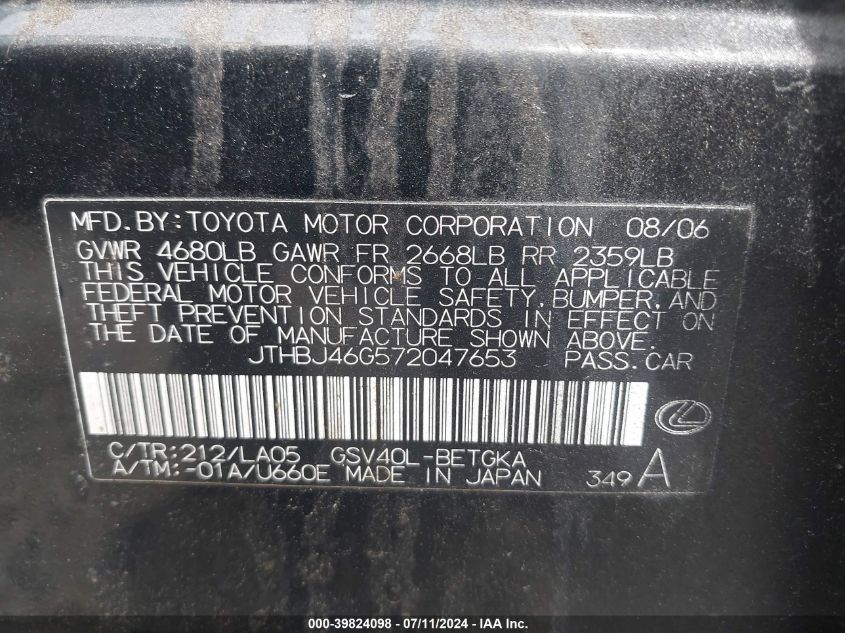 MFD.BY:TOYOTA MOTOR CORPORATION 08/06
GVWR 4680LB GAWR FR 2668LB RR 2359LB
THIS VEHICLE CONFORMS TO ALL APPLICABLE
FEDERAL MOTOR VEHICLE SAFETY,BUMPER,AND
THEFT PREVENTION STANDARDS IN EFFECT ON
THE DATE OF MANUFACTURE SHOWN ABOVE.
JTHBJ46G572047653 PASS.CAR
C/TR:212/LA05 GSV40L-BETGKA
A/TM:-01A/U660E MADE IN JAPAN 349A
000-39824098 - 07/11/2024 - IAA Inc.